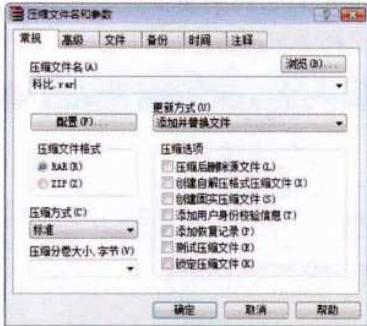 压缩文件名和参数
常规 高级 文件 备份 时间 注释
压缩文件名(A)
浏览(B)...
科比.rar
更新方式(U)
配置(F)...
添加并替换文件
压缩文件格式
RAR(R)
ZIP(Z)
压缩选项
压缩后删除源文件(L)
创建自解压格式压缩文件(X)
创建固实压缩文件(S)
添加用户身份校验信息(T)
添加恢复记录(P)
测试压缩文件(E)
锁定压缩文件(K)
压缩方式(C)
标准
压缩分卷大小,字节(V)
确定 取消 帮助